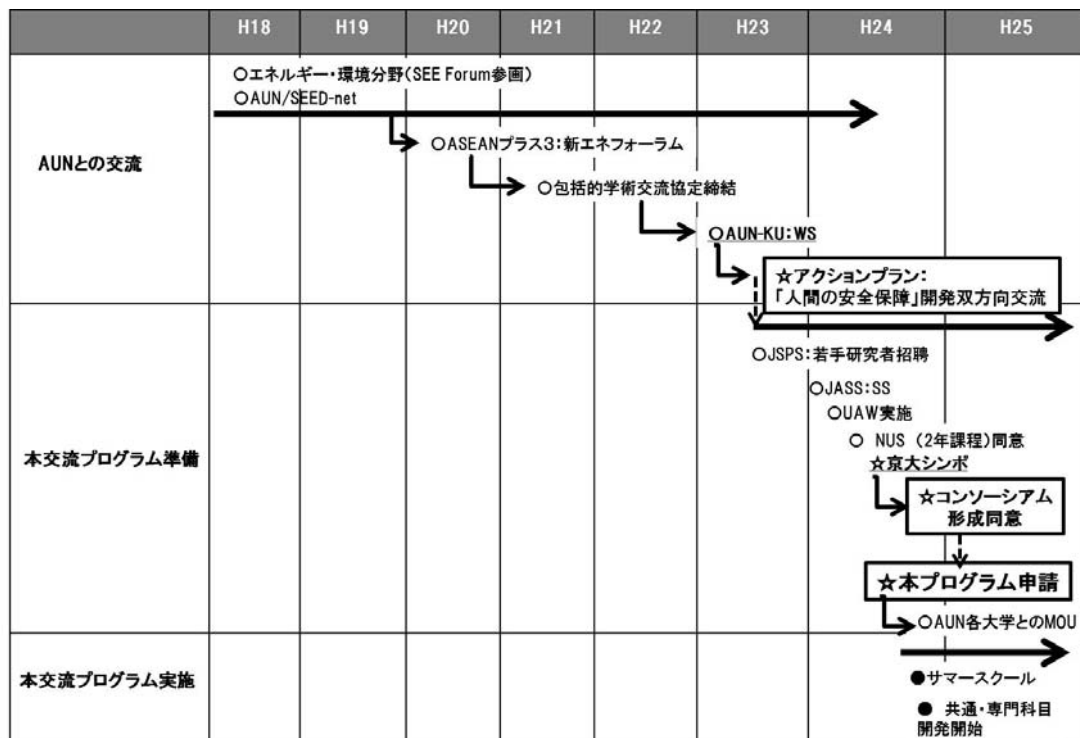 H18 H19 H20 H21 H22 H23 H24 H25
AUNとの交流
○エネルギー・環境分野(SEE Forum参画)
○AUN/SEED-net
○ASEANプラス3:新エネフォーラム
○包括的学術交流協定締結
○AUN-KU:WS
☆アクションプラン:
「人間の安全保障」開発双方向交流
本交流プログラム準備
○JSPS:若手研究者招聘
○JASS:SS
○UAW実施
○ NUS (2年課程)同意
☆京大シンポ
☆コンソーシアム
形成同意
☆本プログラム申請
○AUN各大学とのMOU
本交流プログラム実施
●サマースクール
● 共通・専門科目
開発開始